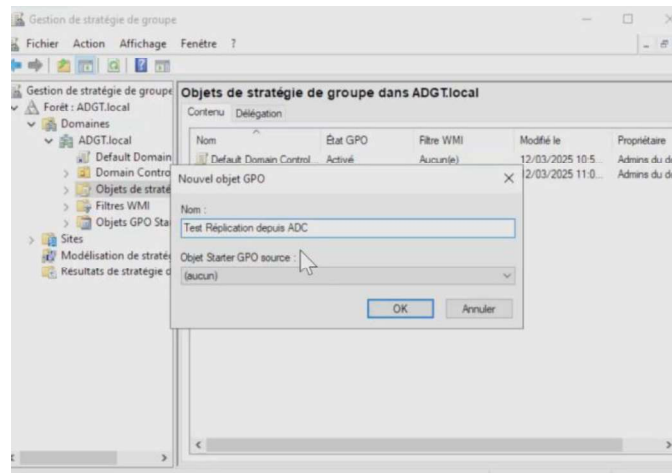 Gestion de stratégie de groupe
Fichier Action Affichage Fenêtre ?
Gestion de stratégie de groupe
Forêt : ADGT.local
Domaines
ADGT.local
Default Domain
Domain Contro
Objets de straté
Filtres WMI
Objets GPO Sta
Sites
Modélisation de straté
Résultats de stratégie d
Objets de stratégie de groupe dans ADGT.local
Contenu Délégation
Nom État GPO Filtre WMI Modifié le Propriétaire
Default Domain Control... Activé Aucun(e) 12/03/2025 10:5... Admins du d
2/03/2025 11:0... Admins du d
Nouvel objet GPO
Nom :
Test Réplication depuis ADC
Objet Starter GPO source :
(aucun)
OK Annuler